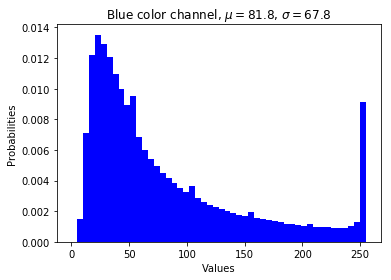 Blue color channel, μ = 81.8, σ = 67.8
0.014
0.012
0.010
0.008
0.006
0.004
0.002
0.000
Probabilities
0 50 100 150 200 250
Values